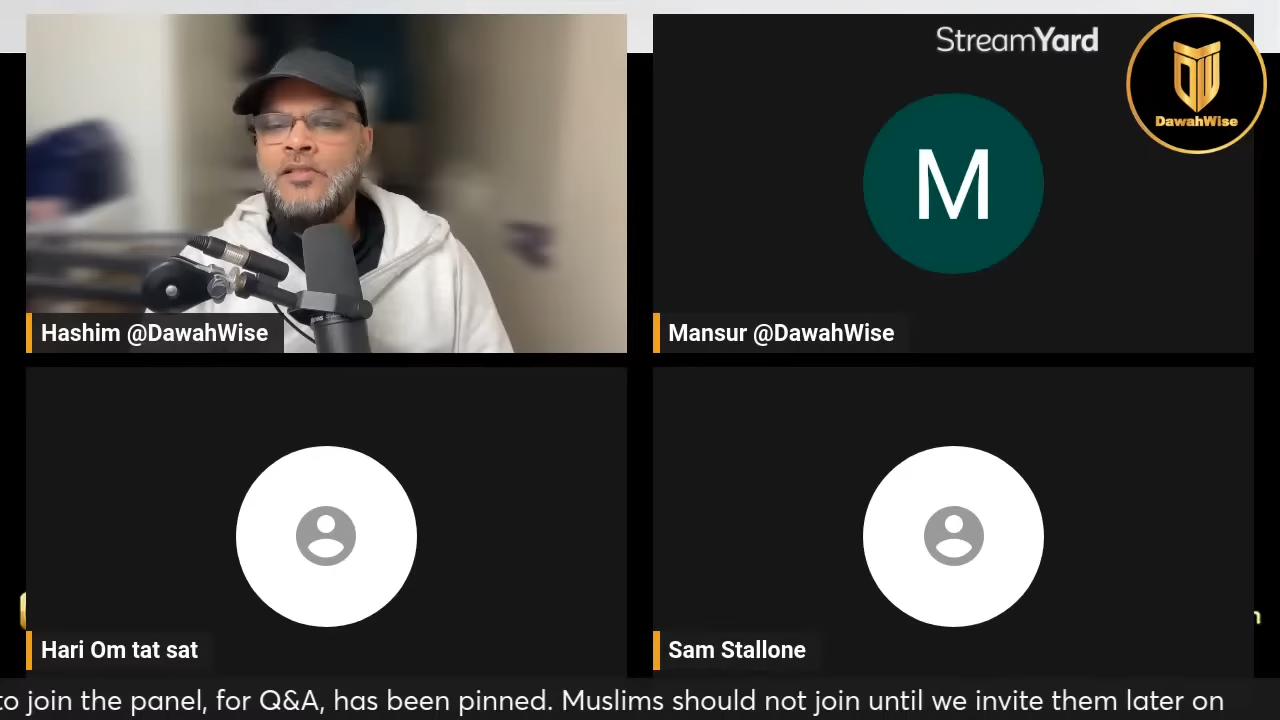 StreamYard
DW
DawahWise
M
Hashim @DawahWise
Mansur @DawahWise
Hari Om tat sat
Sam Stallone
to join the panel, for Q&A, has been pinned. Muslims should not join until we invite them later on